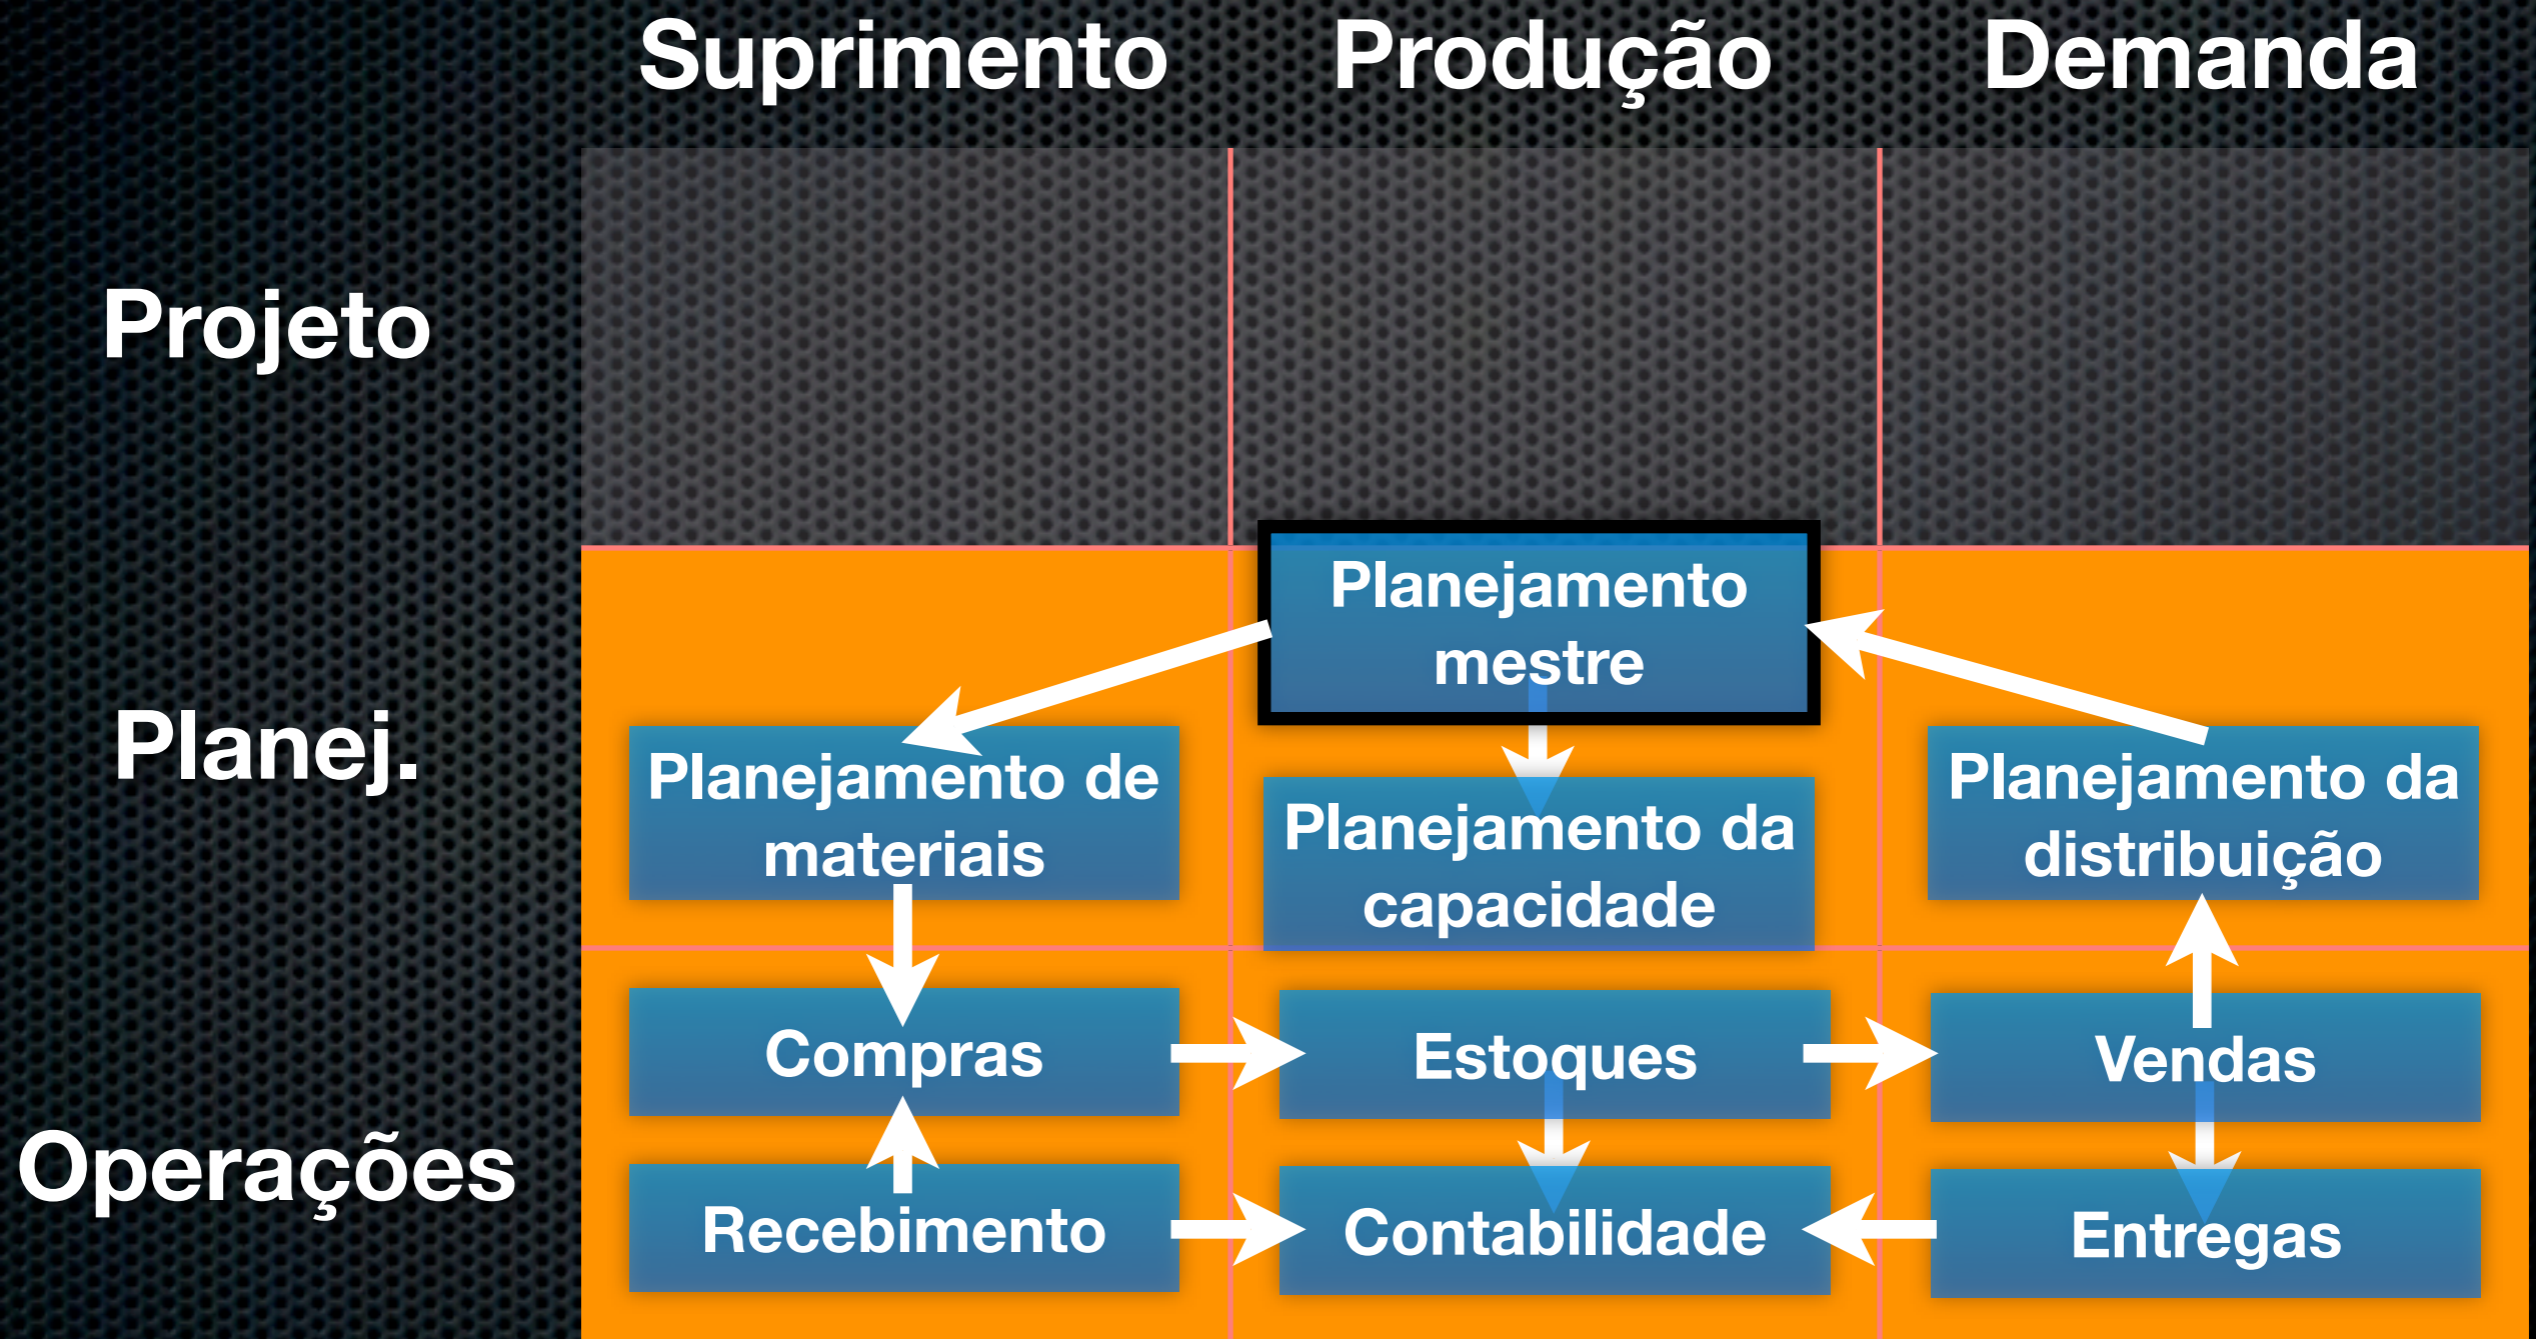 Suprimento
Produção
Demanda
Projeto
Planej.
Planejamento
mestre
Planejamento de
materiais
Planejamento da
capacidade
Planejamento da
distribuição
Operações
Compras
Estoques
Vendas
Recebimento
Contabilidade
Entregas